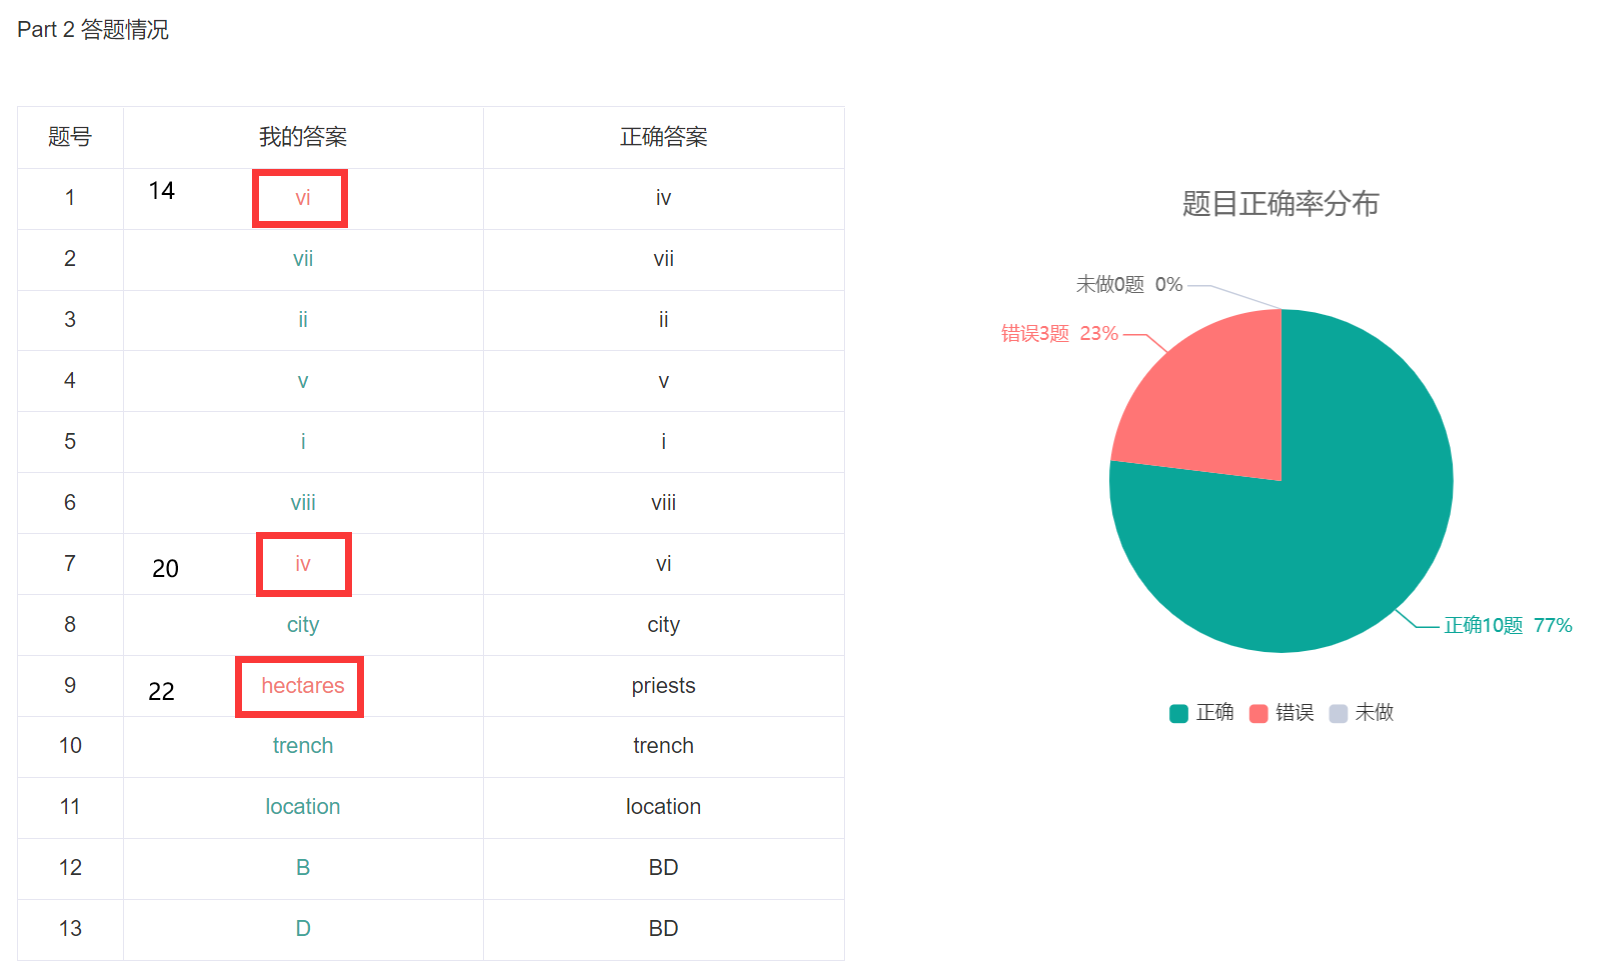 Part 2 答题情况
题号 我的答案 正确答案
1 14 vi iv
2 vii vii
3 ii ii
4 v v
5 i i
6 viii viii
7 20 iv vi
8 city city
9 22 hectares priests
10 trench trench
11 location location
12 B BD
13 D BD
题目正确率分布
未做0题 0%
错误3题 23%
正确10题 77%
正确 错误 未做